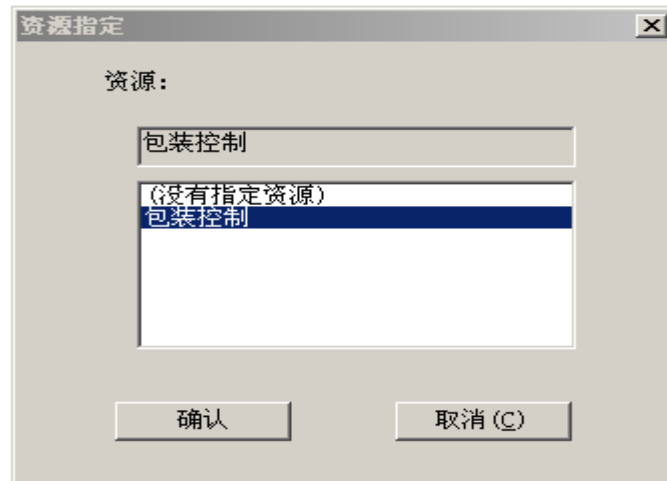 资源指定
资源:
包装控制
(没有指定资源)
包装控制
确认
取消(C)